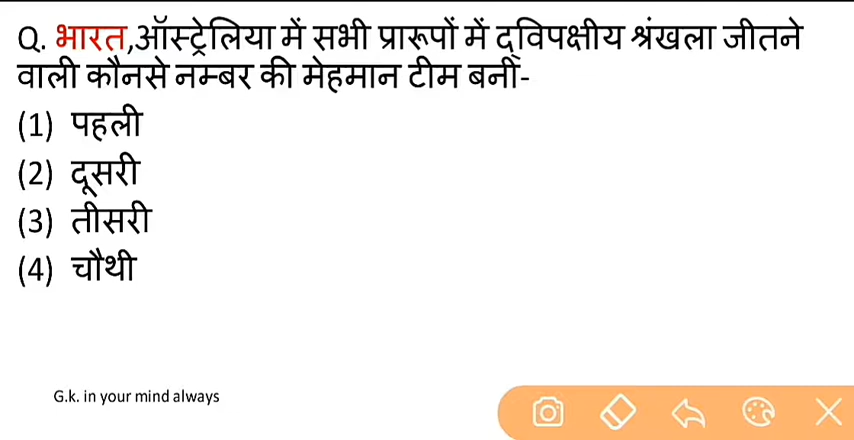 Q. भारत,ऑस्ट्रेलिया में सभी प्रारूपों में द्विपक्षीय श्रंखला जीतने
वाली कौनसे नम्बर की मेहमान टीम बनी-
(1) पहली
(2) दूसरी
(3) तीसरी
(4) चौथी
G.k. in your mind always